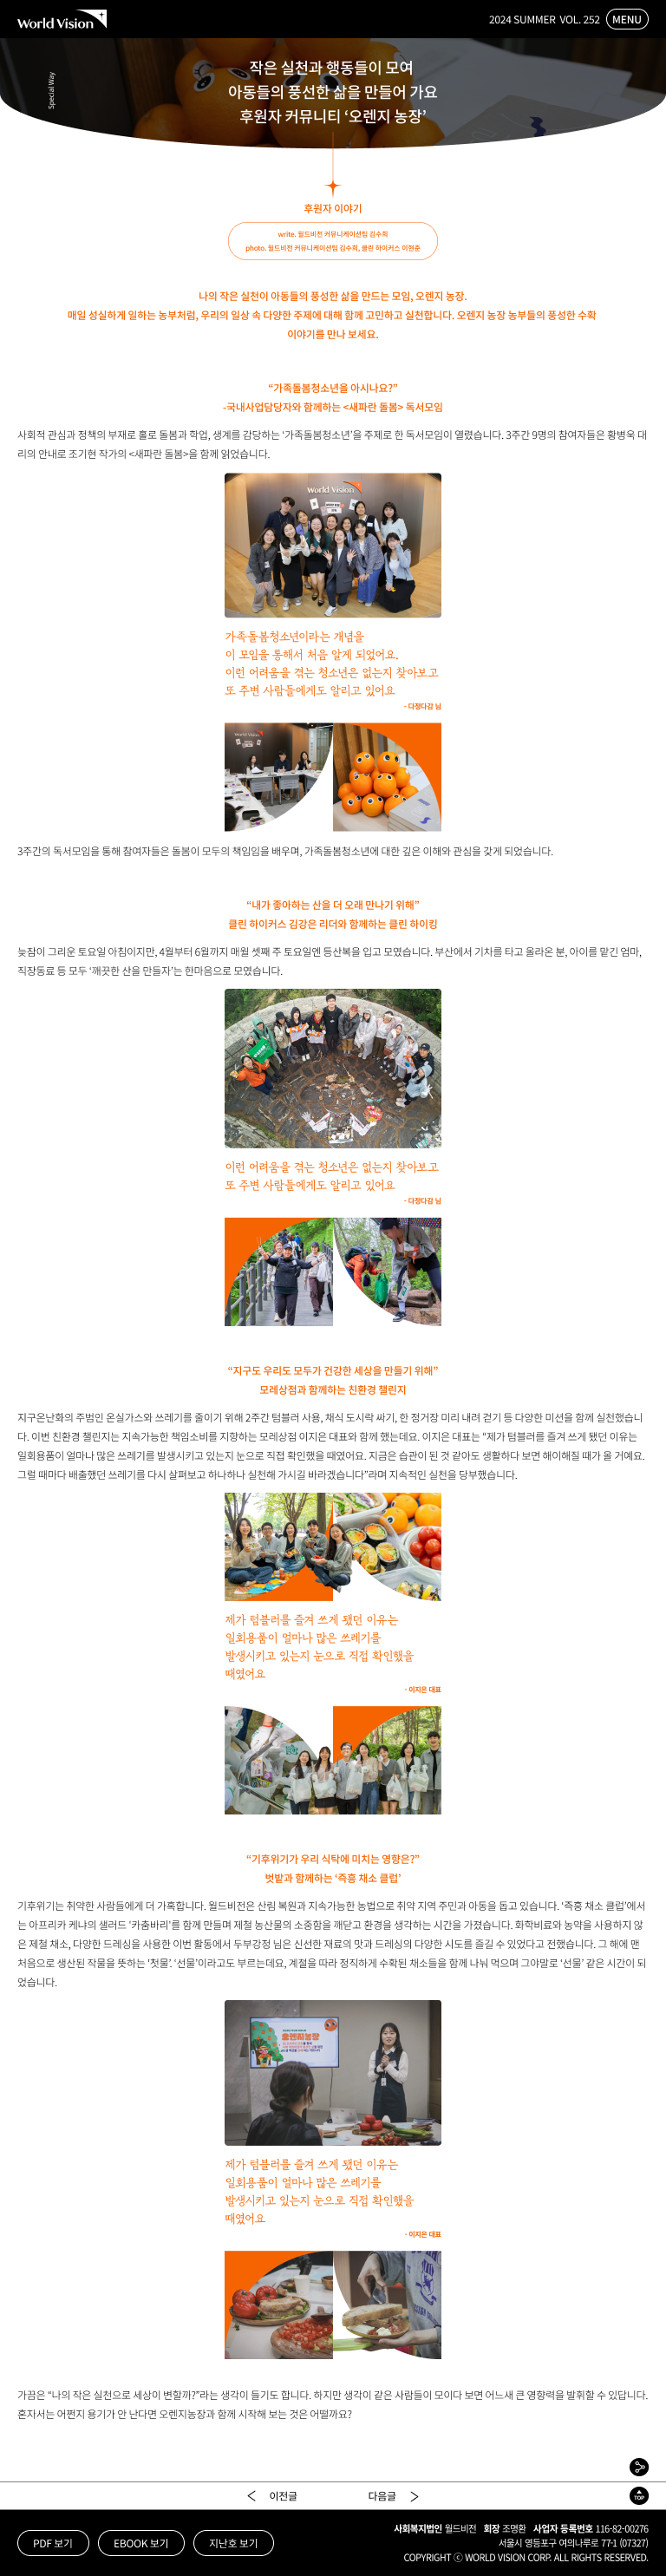 World Vision
2024 SUMMER VOL. 252
MENU
Special Way
작은 실천과 행동들이 모여
아동들의 풍선한 삶을 만들어 가요
후원자 커뮤니티 ‘오렌지 농장’
후원자 이야기
write. 월드비전 커뮤니케이션팀 김수희
photo. 월드비전 커뮤니케이션팀 김수희, 클린 하이커스 이현준
나의 작은 실천이 아동들의 풍성한 삶을 만드는 모임, 오렌지 농장.
매일 성실하게 일하는 농부처럼, 우리의 일상 속 다양한 주제에 대해 함께 고민하고 실천합니다. 오렌지 농장 농부들의 풍성한 수확
이야기를 만나 보세요.
“가족돌봄청소년을 아시나요?”
-국내사업담당자와 함께하는 <새파란 돌봄> 독서모임
사회적 관심과 정책의 부재로 홀로 돌봄과 학업, 생계를 감당하는 ‘가족돌봄청소년’을 주제로 한 독서모임이 열렸습니다. 3주간 9명의 참여자들은 황병욱 대
리의 안내로 조기현 작가의 <새파란 돌봄>을 함께 읽었습니다.
World Vision
가족돌봄청소년이라는 개념을
이 모임을 통해서 처음 알게 되었어요.
이런 어려움을 겪는 청소년은 없는지 찾아보고
또 주변 사람들에게도 알리고 있어요
- 다정다감 님
World Vision
3주간의 독서모임을 통해 참여자들은 돌봄이 모두의 책임임을 배우며, 가족돌봄청소년에 대한 깊은 이해와 관심을 갖게 되었습니다.
“내가 좋아하는 산을 더 오래 만나기 위해”
클린 하이커스 김강은 리더와 함께하는 클린 하이킹
늦잠이 그리운 토요일 아침이지만, 4월부터 6월까지 매월 셋째 주 토요일엔 등산복을 입고 모였습니다. 부산에서 기차를 타고 올라온 분, 아이를 맡긴 엄마,
직장동료 등 모두 ‘깨끗한 산을 만들자’는 한마음으로 모였습니다.
이런 어려움을 겪는 청소년은 없는지 찾아보고
또 주변 사람들에게도 알리고 있어요
- 다정다감 님
“지구도 우리도 모두가 건강한 세상을 만들기 위해”
모레상점과 함께하는 친환경 챌린지
지구온난화의 주범인 온실가스와 쓰레기를 줄이기 위해 2주간 텀블러 사용, 채식 도시락 싸기, 한 정거장 미리 내려 걷기 등 다양한 미션을 함께 실천했습니
다. 이번 친환경 챌린지는 지속가능한 책임소비를 지향하는 모레상점 이지은 대표와 함께 했는데요. 이지은 대표는 “제가 텀블러를 즐겨 쓰게 됐던 이유는
일회용품이 얼마나 많은 쓰레기를 발생시키고 있는지 눈으로 직접 확인했을 때였어요. 지금은 습관이 된 것 같아도 생활하다 보면 해이해질 때가 올 거예요.
그럴 때마다 배출했던 쓰레기를 다시 살펴보고 하나하나 실천해 가시길 바라겠습니다”라며 지속적인 실천을 당부했습니다.
제가 텀블러를 즐겨 쓰게 됐던 이유는
일회용품이 얼마나 많은 쓰레기를
발생시키고 있는지 눈으로 직접 확인했을
때였어요
- 이지은 대표
“기후위기가 우리 식탁에 미치는 영향은?”
벗밭과 함께하는 ‘즉흥 채소 클럽’
기후위기는 취약한 사람들에게 더 가혹합니다. 월드비전은 산림 복원과 지속가능한 농법으로 취약 지역 주민과 아동을 돕고 있습니다. ‘즉흥 채소 클럽’에서
는 아프리카 케냐의 샐러드 ‘카춤바리’를 함께 만들며 제철 농산물의 소중함을 깨닫고 환경을 생각하는 시간을 가졌습니다. 화학비료와 농약을 사용하지 않
은 제철 채소, 다양한 드레싱을 사용한 이번 활동에서 두부강정 님은 신선한 재료의 맛과 드레싱의 다양한 시도를 즐길 수 있었다고 전했습니다. 그 해에 맨
처음으로 생산된 작물을 뜻하는 ‘첫물’. ‘선물’이라고도 부르는데요, 계절을 따라 정직하게 수확된 채소들을 함께 나눠 먹으며 그야말로 ‘선물’ 같은 시간이 되
었습니다.
오렌지농장
제가 텀블러를 즐겨 쓰게 됐던 이유는
일회용품이 얼마나 많은 쓰레기를
발생시키고 있는지 눈으로 직접 확인했을
때였어요
- 이지은 대표
가끔은 “나의 작은 실천으로 세상이 변할까?”라는 생각이 들기도 합니다. 하지만 생각이 같은 사람들이 모이다 보면 어느새 큰 영향력을 발휘할 수 있답니다.
혼자서는 어쩐지 용기가 안 난다면 오렌지농장과 함께 시작해 보는 것은 어떨까요?
이전글
다음글
TOP
PDF 보기
EBOOK 보기
지난호 보기
사회복지법인 월드비전 회장 조명환 사업자 등록번호 116-82-00276
서울시 영등포구 여의나루로 77-1 (07327)
COPYRIGHT ⓒ WORLD VISION CORP. ALL RIGHTS RESERVED.